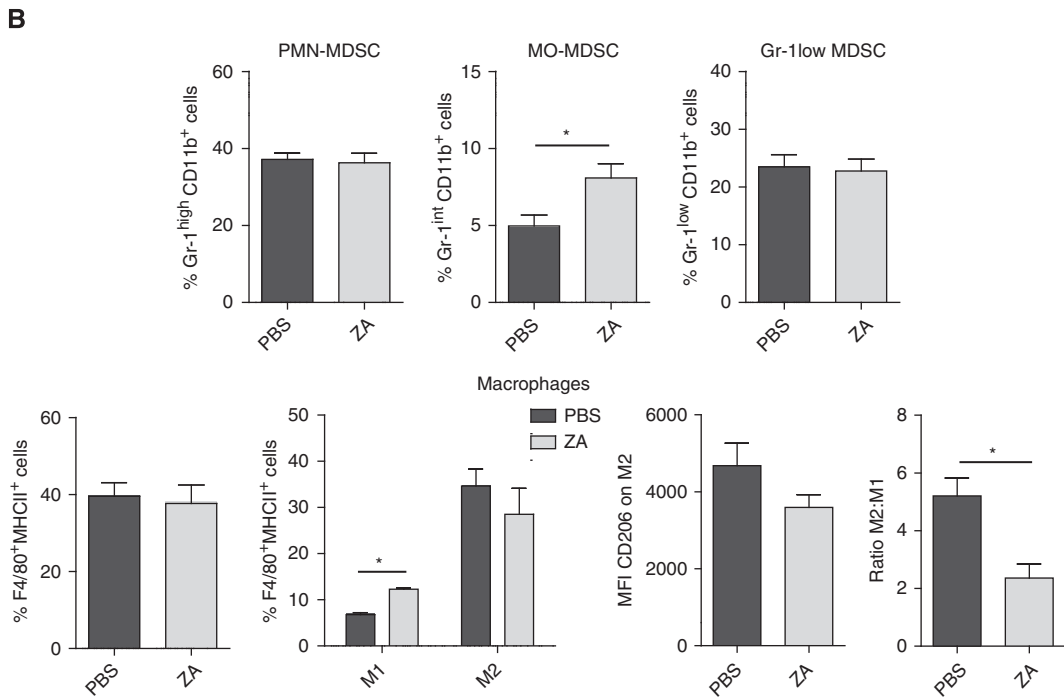 B
PMN-MDSC
% Gr-1high CD11b+ cells
60
40
20
0
PBS
ZA
MO-MDSC
% Gr-1int CD11b+ cells
15
10
5
0
*
PBS
ZA
Gr-1low MDSC
% Gr-1low CD11b+ cells
40
30
20
10
0
PBS
ZA
Macrophages
% F4/80+MHCII+ cells
60
40
20
0
PBS
ZA
% F4/80+MHCII+ cells
50
40
30
20
10
0
*
PBS
ZA
M1
M2
MFI CD206 on M2
6000
4000
2000
0
PBS
ZA
Ratio M2:M1
8
6
4
2
0
*
PBS
ZA